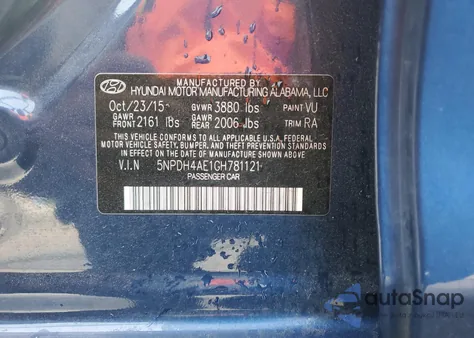 HYUNDAI MOTOR MANUFACTURING ALABAMA, LLC
Oct/23/15 GVWR 3880 lbs PAINT VU
GAWR FRONT 2161 lbs GAWR REAR 2006 lbs TRIM RA
THIS VEHICLE CONFORMS TO ALL APPLICABLE U.S.A. FEDERAL
MOTOR VEHICLE SAFETY, BUMPER, AND THEFT PREVENTION STANDARDS
IN EFFECT ON THE DATE OF MANUFACTURE SHOWN ABOVE.
V.I.N 5NPDH4AE1GH781121
PASSENGER CAR
autoSnap